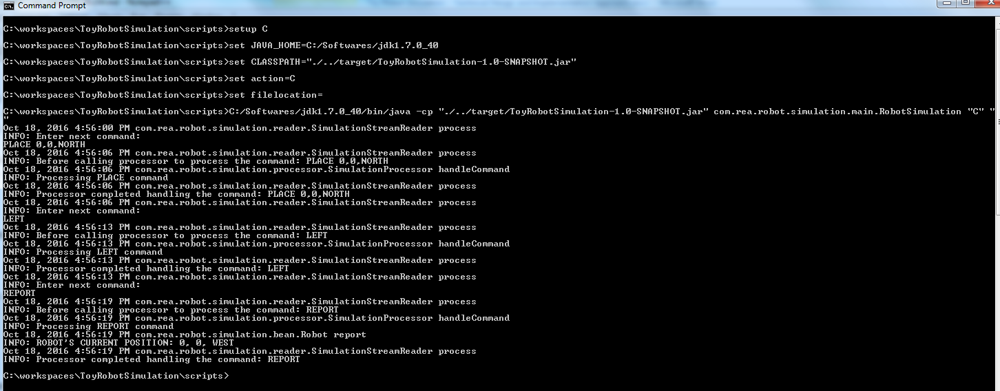 Command Prompt
C:\workspaces\ToyRobotSimulation\scripts>setup C
C:\workspaces\ToyRobotSimulation\scripts>set JAVA_HOME=C:/Softwares/jdk1.7.0_40
C:\workspaces\ToyRobotSimulation\scripts>set CLASSPATH="./../target/ToyRobotSimulation-1.0-SNAPSHOT.jar"
C:\workspaces\ToyRobotSimulation\scripts>set action=C
C:\workspaces\ToyRobotSimulation\scripts>set filelocation=
C:\workspaces\ToyRobotSimulation\scripts>C:/Softwares/jdk1.7.0_40/bin/java -cp "./../target/ToyRobotSimulation-1.0-SNAPSHOT.jar" com.rea.robot.simulation.main.RobotSimulation "C" "
"
Oct 18, 2016 4:56:00 PM com.rea.robot.simulation.reader.SimulationStreamReader process
INFO: Enter next command:
PLACE 0,0,NORTH
Oct 18, 2016 4:56:06 PM com.rea.robot.simulation.reader.SimulationStreamReader process
INFO: Before calling processor to process the command: PLACE 0,0,NORTH
Oct 18, 2016 4:56:06 PM com.rea.robot.simulation.processor.SimulationProcessor handleCommand
INFO: Processing PLACE command
Oct 18, 2016 4:56:06 PM com.rea.robot.simulation.reader.SimulationStreamReader process
INFO: Processor completed handling the command: PLACE 0,0,NORTH
Oct 18, 2016 4:56:06 PM com.rea.robot.simulation.reader.SimulationStreamReader process
INFO: Enter next command:
LEFT
Oct 18, 2016 4:56:13 PM com.rea.robot.simulation.reader.SimulationStreamReader process
INFO: Before calling processor to process the command: LEFT
Oct 18, 2016 4:56:13 PM com.rea.robot.simulation.processor.SimulationProcessor handleCommand
INFO: Processing LEFT command
Oct 18, 2016 4:56:13 PM com.rea.robot.simulation.reader.SimulationStreamReader process
INFO: Processor completed handling the command: LEFT
Oct 18, 2016 4:56:13 PM com.rea.robot.simulation.reader.SimulationStreamReader process
INFO: Enter next command:
REPORT
Oct 18, 2016 4:56:19 PM com.rea.robot.simulation.reader.SimulationStreamReader process
INFO: Before calling processor to process the command: REPORT
Oct 18, 2016 4:56:19 PM com.rea.robot.simulation.processor.SimulationProcessor handleCommand
INFO: Processing REPORT command
Oct 18, 2016 4:56:19 PM com.rea.robot.simulation.bean.Robot report
INFO: ROBOT'S CURRENT POSITION: 0, 0, WEST
Oct 18, 2016 4:56:19 PM com.rea.robot.simulation.reader.SimulationStreamReader process
INFO: Processor completed handling the command: REPORT
C:\workspaces\ToyRobotSimulation\scripts>